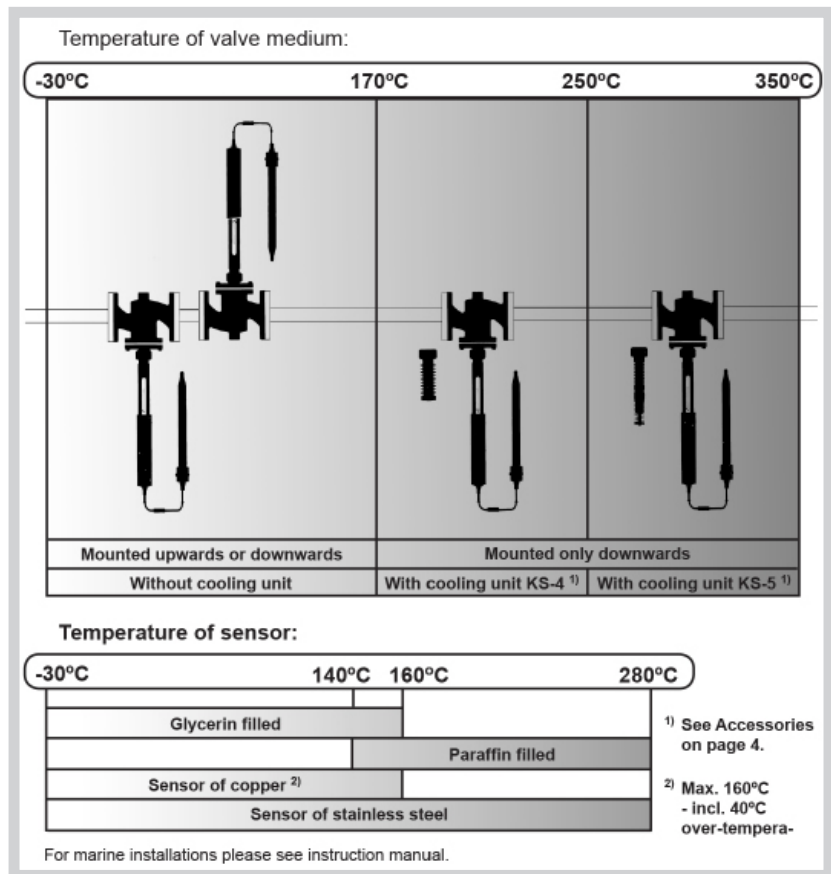 Temperature of valve medium:
-30ºC 170ºC 250ºC 350ºC
Mounted upwards or downwards Mounted only downwards
Without cooling unit With cooling unit KS-4 ¹⁾ With cooling unit KS-5 ¹⁾
Temperature of sensor:
-30ºC 140ºC 160ºC 280ºC
Glycerin filled
Paraffin filled
Sensor of copper ²⁾
Sensor of stainless steel
¹⁾ See Accessories
on page 4.
²⁾ Max. 160ºC
- incl. 40ºC
over-tempera-
For marine installations please see instruction manual.